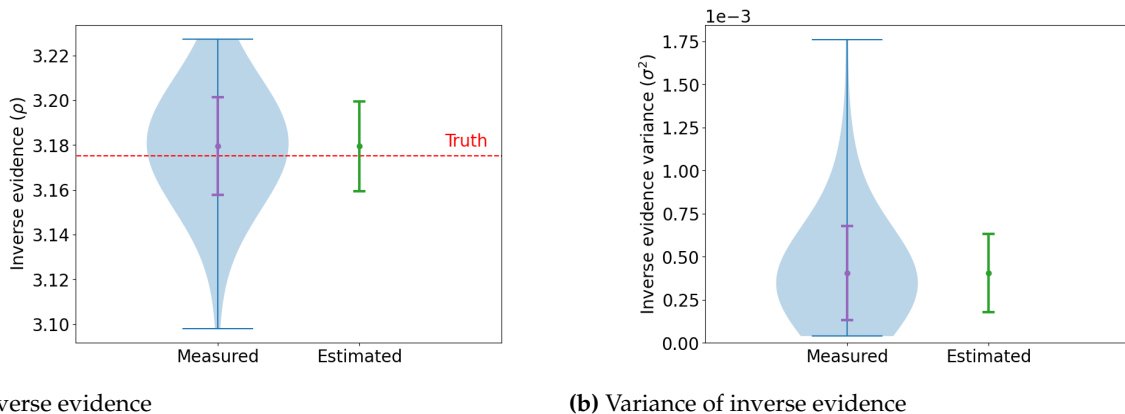 Inverse evidence (ρ)
3.22
3.20
3.18
3.16
3.14
3.12
3.10
Truth
Measured Estimated
verse evidence
1e−3
Inverse evidence variance (σ²)
1.75
1.50
1.25
1.00
0.75
0.50
0.25
0.00
Measured Estimated
(b) Variance of inverse evidence